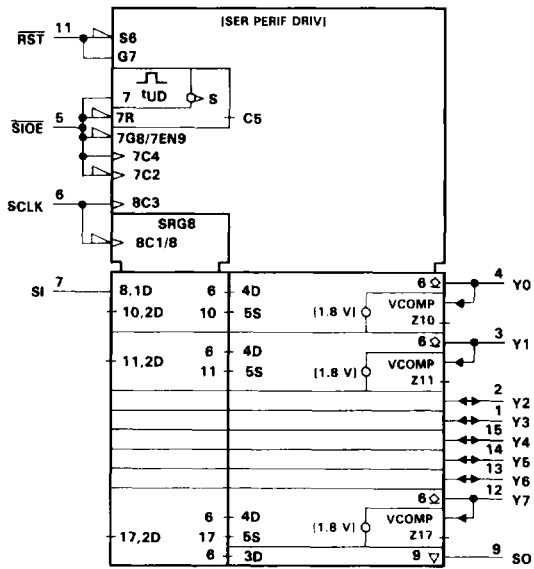 [SER PERIF DRIV]
RST 11 S6
G7
7 tUD S
7R C5
SIOE 5
7G8/7EN9
7C4
7C2
SCLK 6 8C3
SRG8
8C1/8
SI 7 8,1D 6 4D 6 4 Y0
10,2D 10 5S [1.8 V] VCOMP Z10
6 3 Y1
11,2D 6 4D
11 5S [1.8 V] VCOMP Z11
2 Y2
1 Y3
15 Y4
14 Y5
13 Y6
12 Y7
6
6 4D
17,2D 17 5S [1.8 V] VCOMP Z17
6 3D 9 9 SO